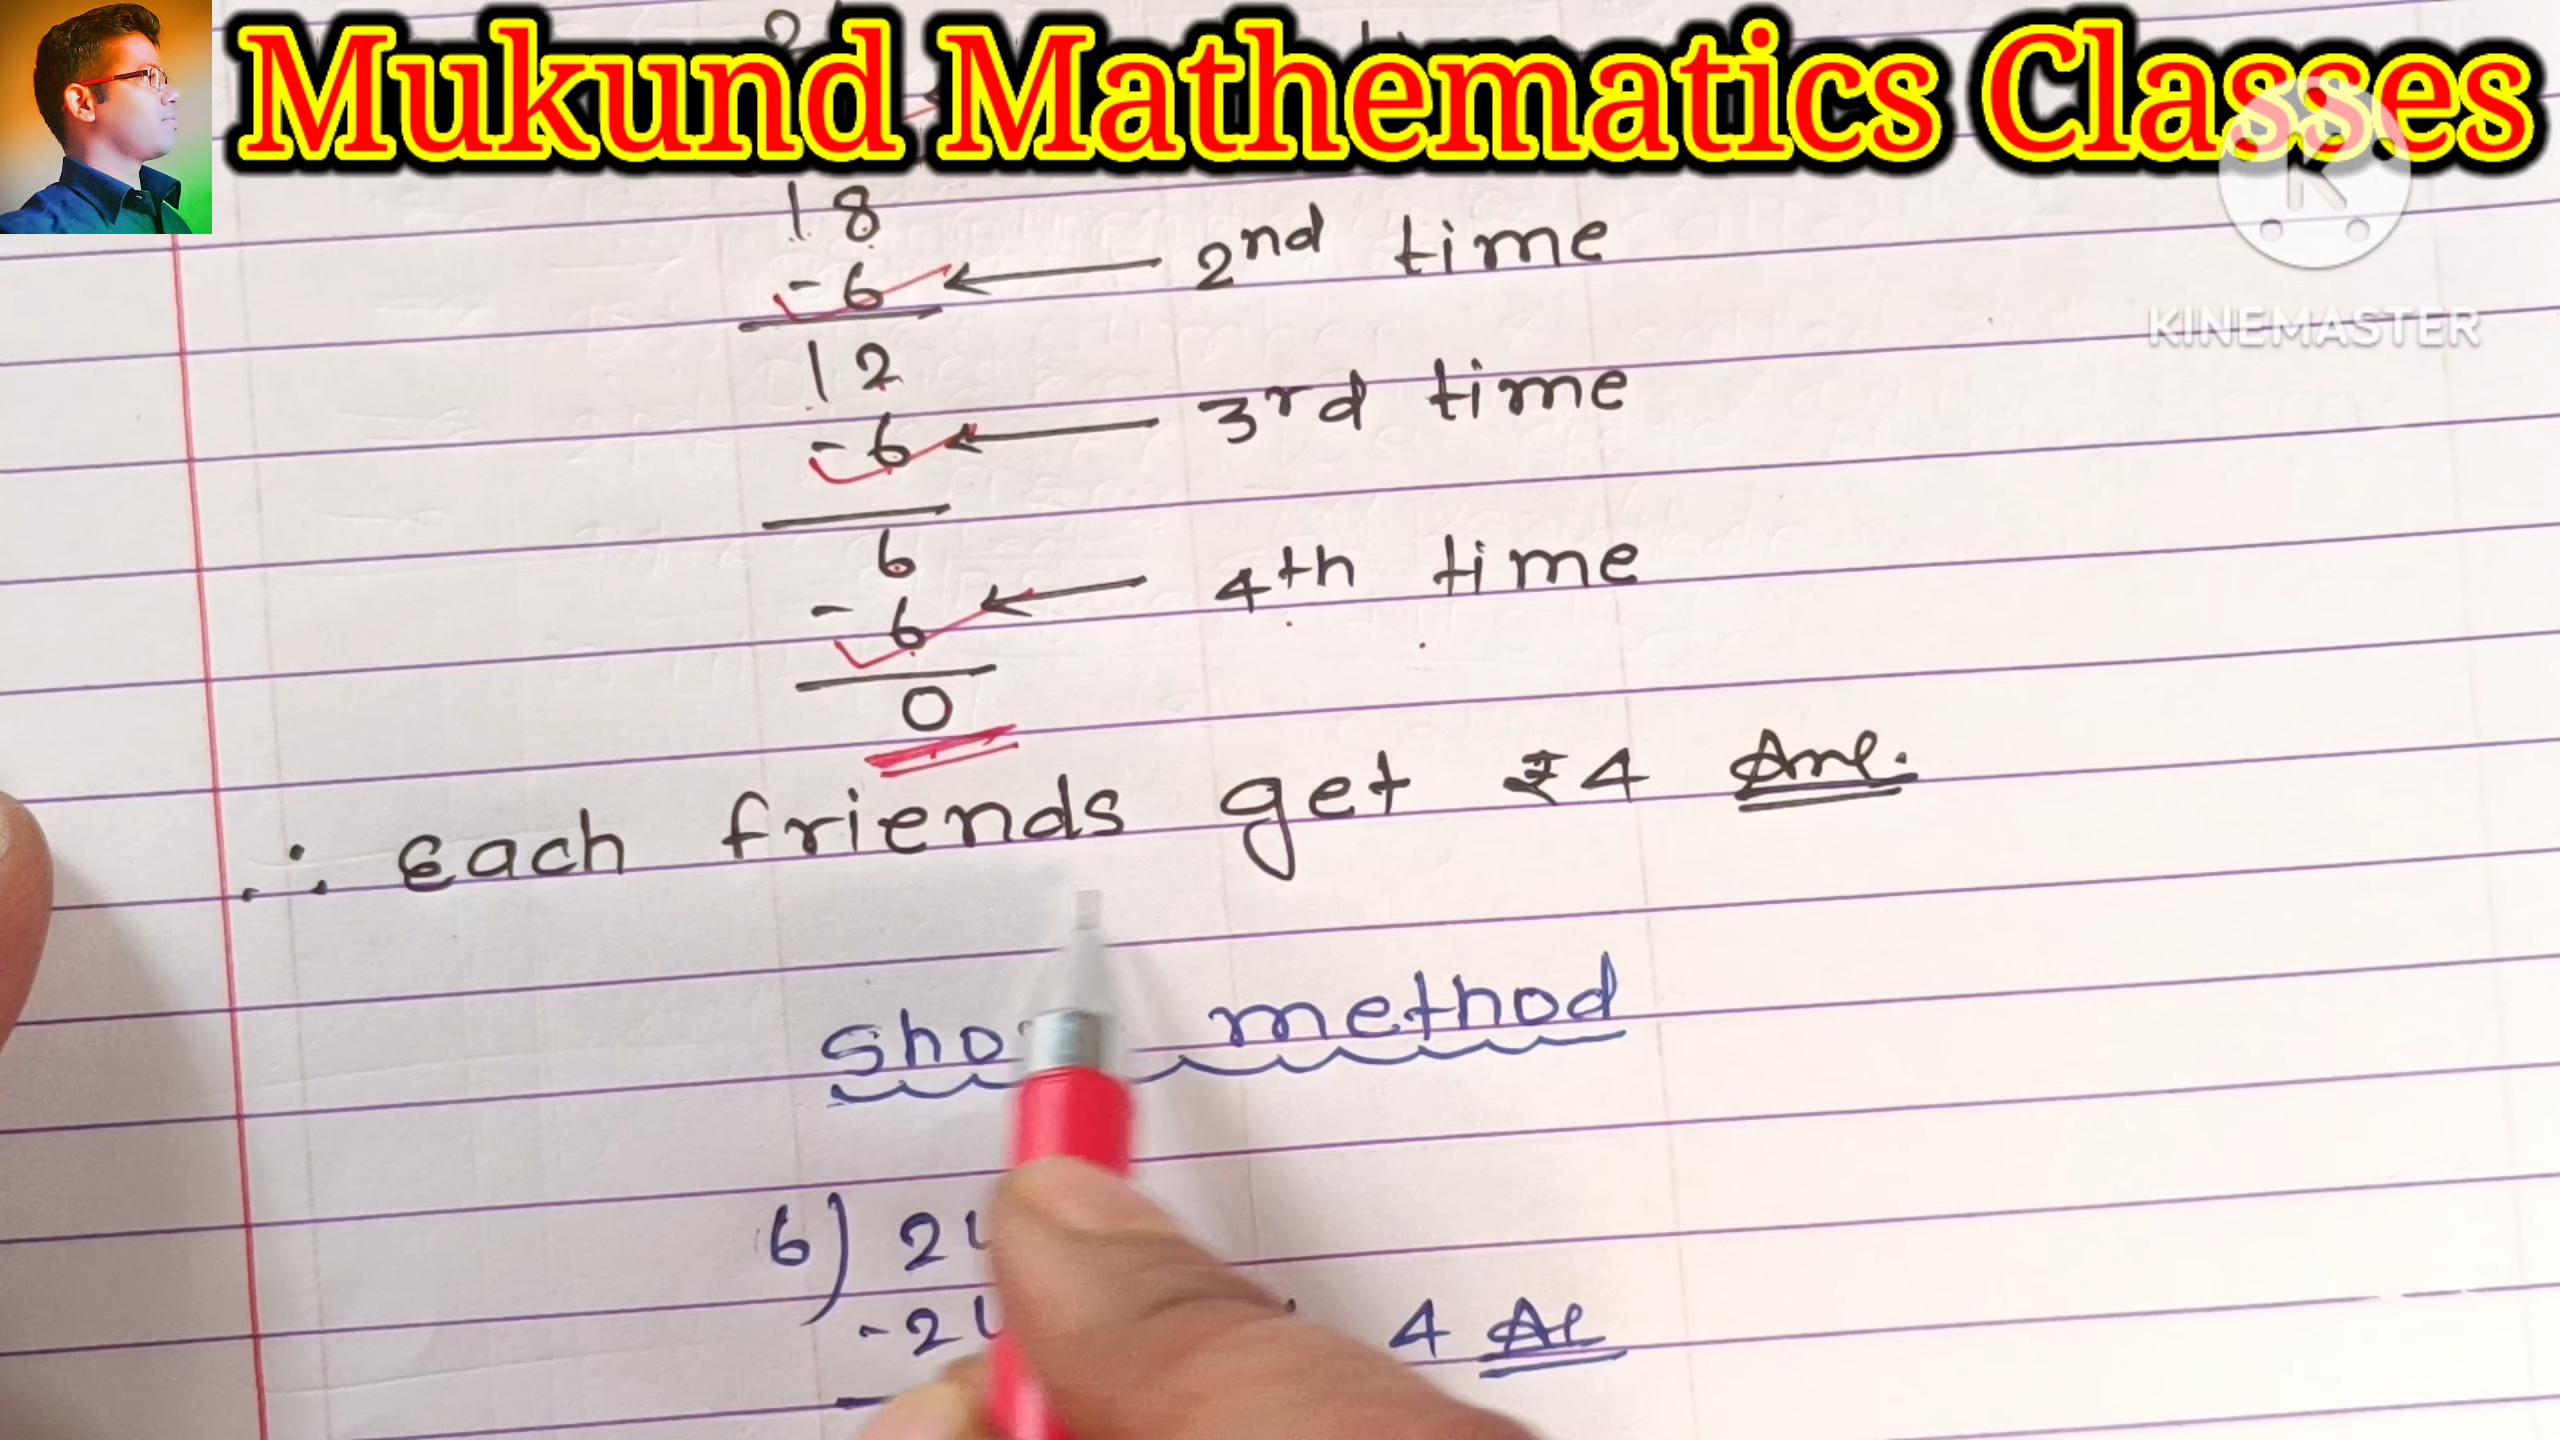 Mukund Mathematics Classes
18
-6 ← 2nd time
KINEMASTER
12
-6 ← 3rd time
6
-6 ← 4th time
0
∴ Each friends get ₹4 Ans.
method
6) 2
-2
4